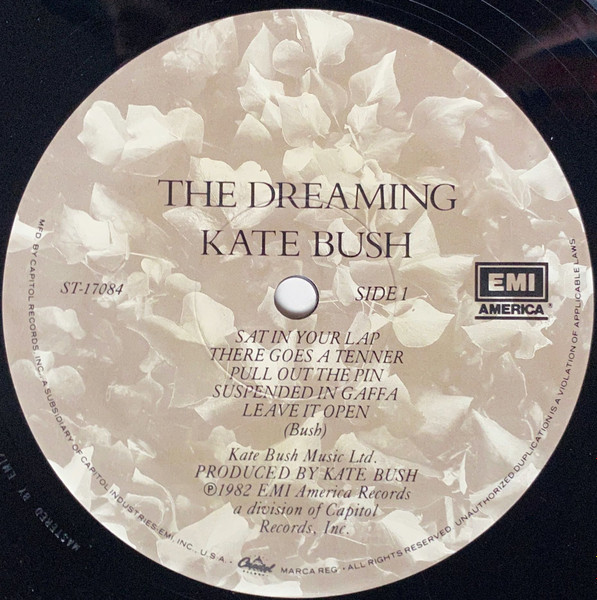 THE DREAMING
KATE BUSH
ST-17084
SIDE 1
EMI
AMERICA
SAT IN YOUR LAP
THERE GOES A TENNER
PULL OUT THE PIN
SUSPENDED IN GAFFA
LEAVE IT OPEN
(Bush)
Kate Bush Music Ltd.
PRODUCED BY KATE BUSH
℗1982 EMI America Records
a division of Capitol
Records, Inc.
MFD. BY CAPITOL RECORDS, INC., A SUBSIDIARY OF CAPITOL INDUSTRIES-EMI, INC. - U.S.A. - Capitol MARCA REG. - ALL RIGHTS RESERVED. UNAUTHORIZED DUPLICATION IS A VIOLATION OF APPLICABLE LAWS
MASTERED BY